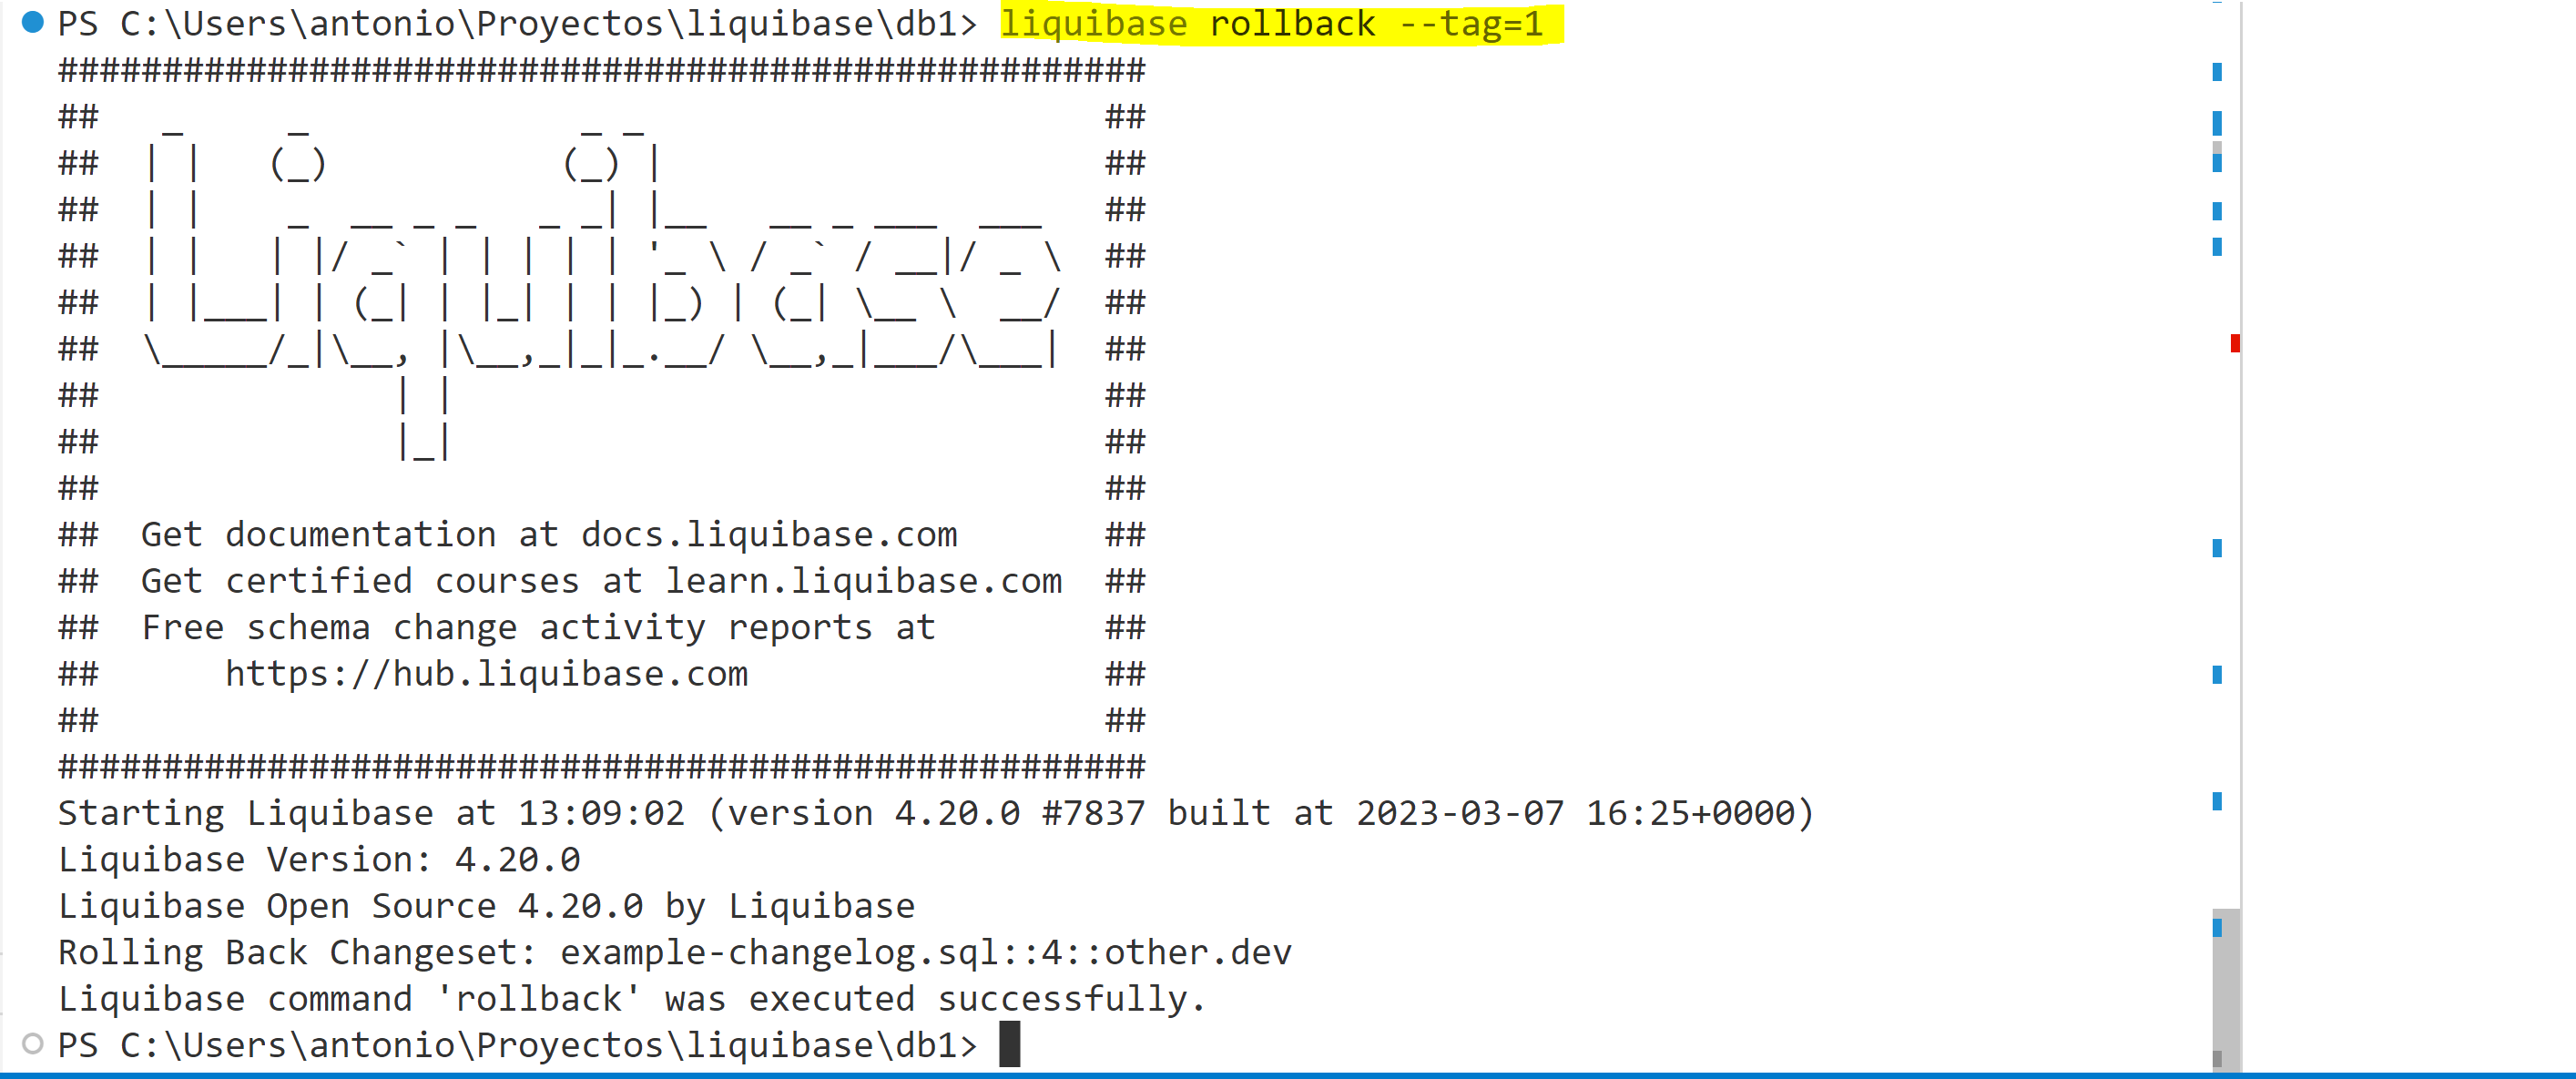 PS C:\Users\antonio\Proyectos\liquibase\db1> liquibase rollback --tag=1
####################################################
##   _     _             _ _                      ##
##  | |   (_)           (_) |                     ##
##  | |    _  __ _ _   _ _| |__   __ _ ___  ___   ##
##  | |   | |/ _` | | | | | '_ \ / _` / __|/ _ \  ##
##  | |___| | (_| | |_| | | |_) | (_| \__ \  __/  ##
##  \_____/_|\__, |\__,_|_|_.__/ \__,_|___/\___|  ##
##              | |                               ##
##              |_|                               ##
##                                                ##
##  Get documentation at docs.liquibase.com       ##
##  Get certified courses at learn.liquibase.com  ##
##  Free schema change activity reports at        ##
##      https://hub.liquibase.com                 ##
##                                                ##
####################################################
Starting Liquibase at 13:09:02 (version 4.20.0 #7837 built at 2023-03-07 16:25+0000)
Liquibase Version: 4.20.0
Liquibase Open Source 4.20.0 by Liquibase
Rolling Back Changeset: example-changelog.sql::4::other.dev
Liquibase command 'rollback' was executed successfully.
PS C:\Users\antonio\Proyectos\liquibase\db1>